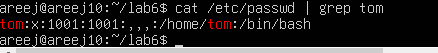 areej@areej10:~/lab6$ cat /etc/passwd | grep tom
tom:x:1001:1001:,,,:/home/tom:/bin/bash
areej@areej10:~/lab6$